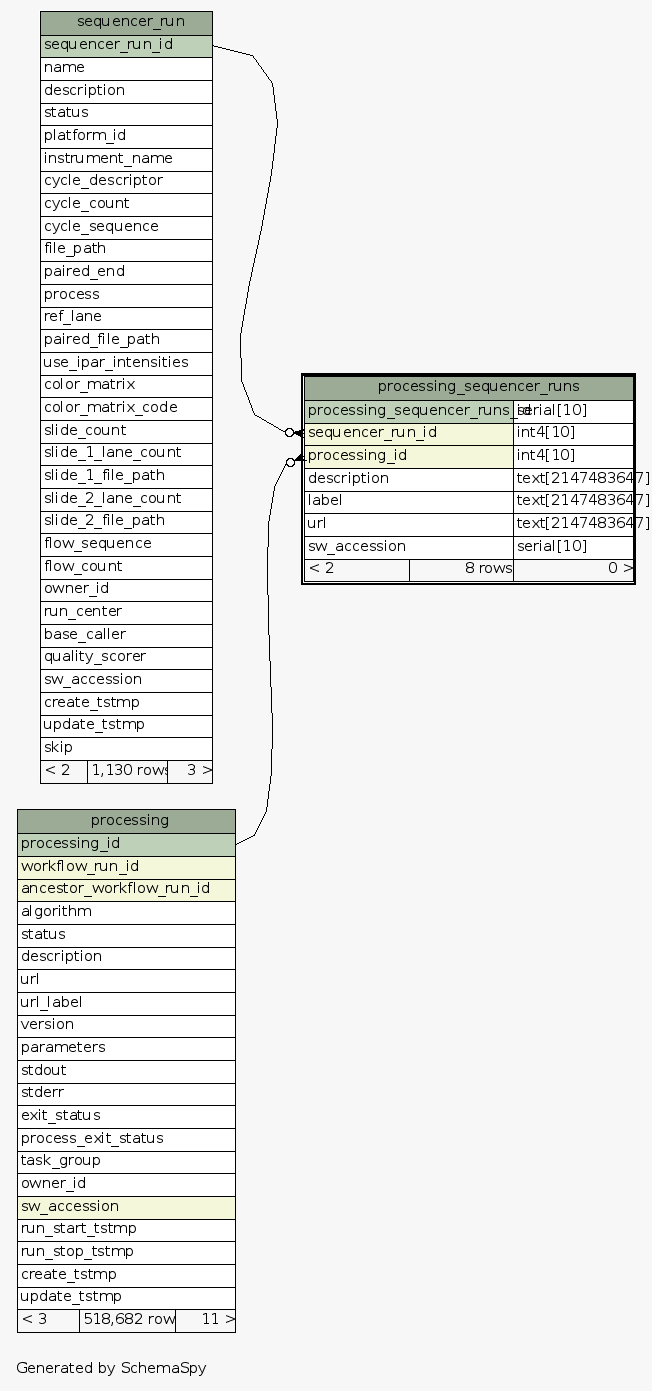 sequencer_run
sequencer_run_id
name
description
status
platform_id
instrument_name
cycle_descriptor
cycle_count
cycle_sequence
file_path
paired_end
process
ref_lane
paired_file_path
use_ipar_intensities
color_matrix
color_matrix_code
slide_count
slide_1_lane_count
slide_1_file_path
slide_2_lane_count
slide_2_file_path
flow_sequence
flow_count
owner_id
run_center
base_caller
quality_scorer
sw_accession
create_tstmp
update_tstmp
skip
< 2 1,130 rows 3 >
processing_sequencer_runs
processing_sequencer_runs_id serial[10]
sequencer_run_id int4[10]
processing_id int4[10]
description text[2147483647]
label text[2147483647]
url text[2147483647]
sw_accession serial[10]
< 2 8 rows 0 >
processing
processing_id
workflow_run_id
ancestor_workflow_run_id
algorithm
status
description
url
url_label
version
parameters
stdout
stderr
exit_status
process_exit_status
task_group
owner_id
sw_accession
run_start_tstmp
run_stop_tstmp
create_tstmp
update_tstmp
< 3 518,682 row 11 >
Generated by SchemaSpy